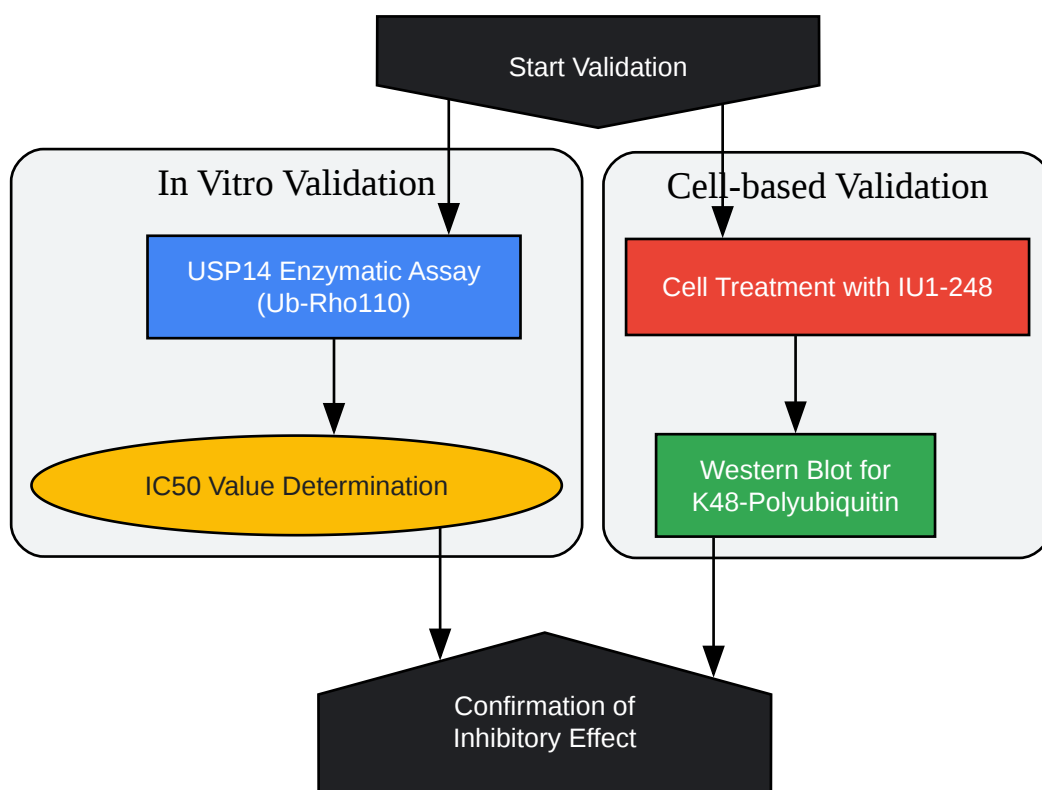 Start Validation
In Vitro Validation
Cell-based Validation
USP14 Enzymatic Assay
(Ub-Rho110)
Cell Treatment with IU1-248
IC50 Value Determination
Western Blot for
K48-Polyubiquitin
Confirmation of
Inhibitory Effect